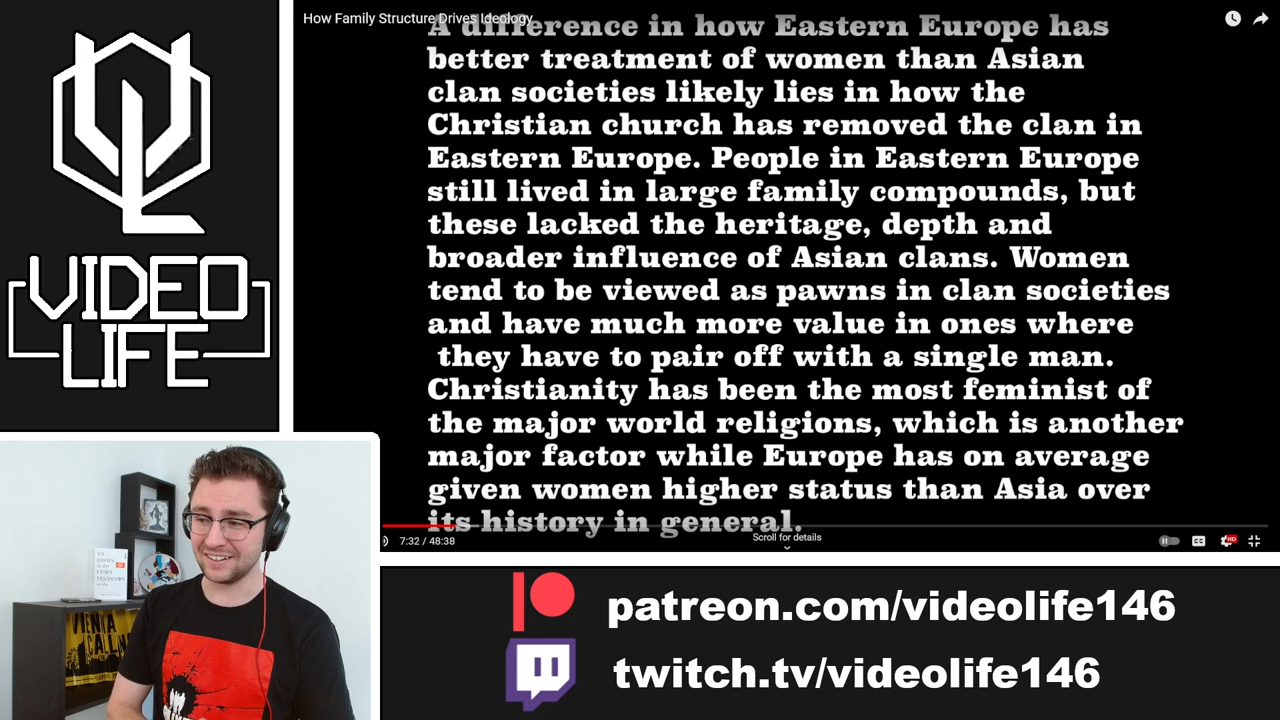 How Family Structure Drives Ideology
A difference in how Eastern Europe has
better treatment of women than Asian
clan societies likely lies in how the
Christian church has removed the clan in
Eastern Europe. People in Eastern Europe
still lived in large family compounds, but
these lacked the heritage, depth and
broader influence of Asian clans. Women
tend to be viewed as pawns in clan societies
and have much more value in ones where
they have to pair off with a single man.
Christianity has been the most feminist of
the major world religions, which is another
major factor while Europe has on average
given women higher status than Asia over
its history in general.
7:32 / 48:38
Scroll for details
CC
HD
VIDEO
LIFE
VIENNA
CALLING
patreon.com/videolife146
twitch.tv/videolife146